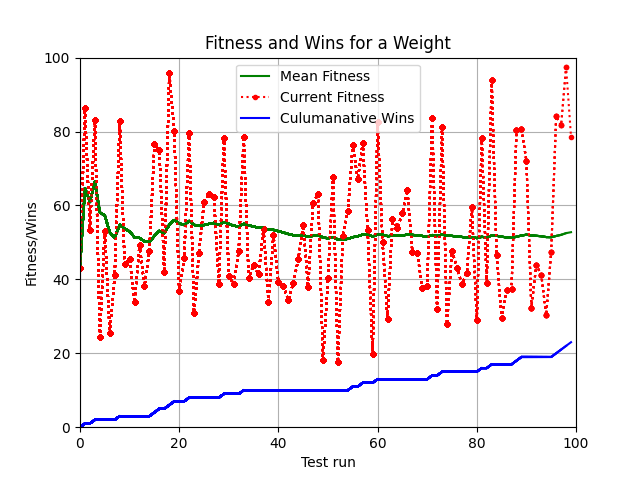 Fitness and Wins for a Weight
Mean Fitness
Current Fitness
Culumanative Wins
Fitness/Wins
100
80
60
40
20
0
0 20 40 60 80 100
Test run